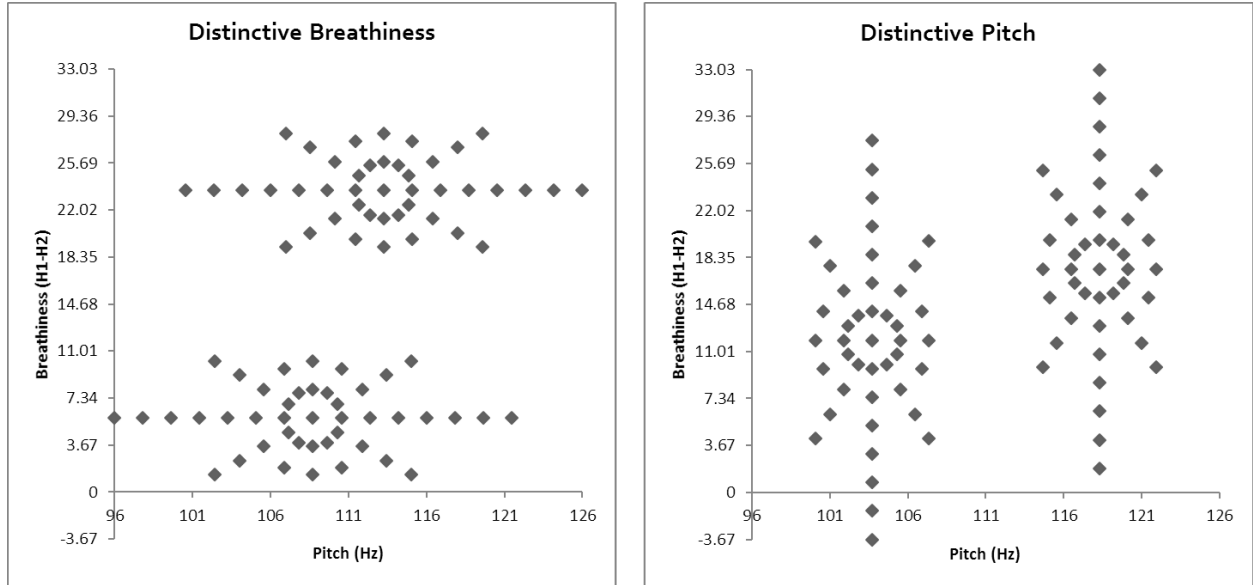 Distinctive Breathiness
33.03
29.36
25.69
22.02
18.35
14.68
11.01
7.34
3.67
0
-3.67
96 101 106 111 116 121 126
Breathiness (H1-H2)
Pitch (Hz)
Distinctive Pitch
33.03
29.36
25.69
22.02
18.35
14.68
11.01
7.34
3.67
0
-3.67
96 101 106 111 116 121 126
Breathiness (H1-H2)
Pitch (Hz)